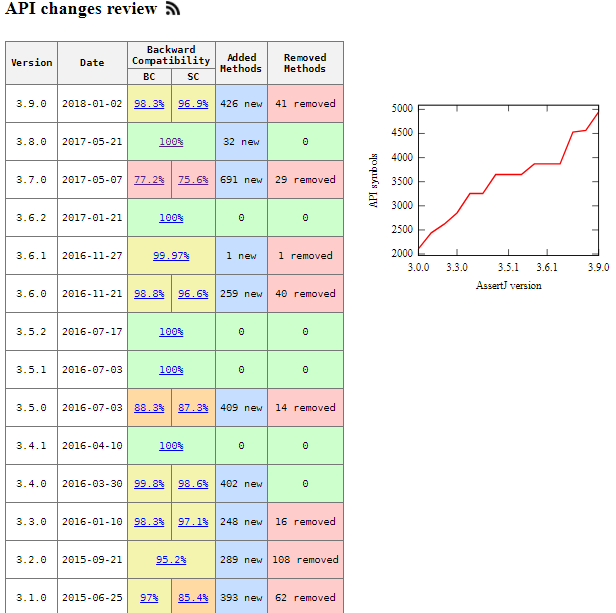 API changes review
Version Date Backward Compatibility Added Methods Removed Methods
BC SC
3.9.0 2018-01-02 98.3% 96.9% 426 new 41 removed
3.8.0 2017-05-21 100% 32 new 0
3.7.0 2017-05-07 77.2% 75.6% 691 new 29 removed
3.6.2 2017-01-21 100% 0 0
3.6.1 2016-11-27 99.97% 1 new 1 removed
3.6.0 2016-11-21 98.8% 96.6% 259 new 40 removed
3.5.2 2016-07-17 100% 0 0
3.5.1 2016-07-03 100% 0 0
3.5.0 2016-07-03 88.3% 87.3% 409 new 14 removed
3.4.1 2016-04-10 100% 0 0
3.4.0 2016-03-30 99.8% 98.6% 402 new 0
3.3.0 2016-01-10 98.3% 97.1% 248 new 16 removed
3.2.0 2015-09-21 95.2% 289 new 108 removed
3.1.0 2015-06-25 97% 85.4% 393 new 62 removed
API symbols
5000
4500
4000
3500
3000
2500
2000
3.0.0 3.3.0 3.5.1 3.6.1 3.9.0
AssertJ version